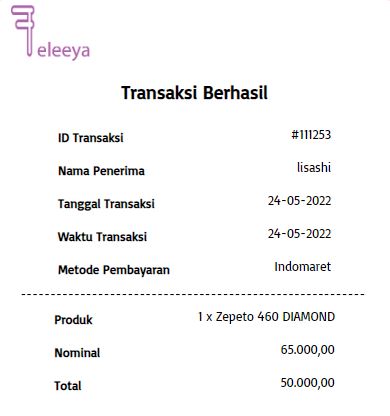 Teleeya
Transaksi Berhasil
ID Transaksi #111253
Nama Penerima lisashi
Tanggal Transaksi 24-05-2022
Waktu Transaksi 24-05-2022
Metode Pembayaran Indomaret
Produk 1 x Zepeto 460 DIAMOND
Nominal 65.000,00
Total 50.000,00